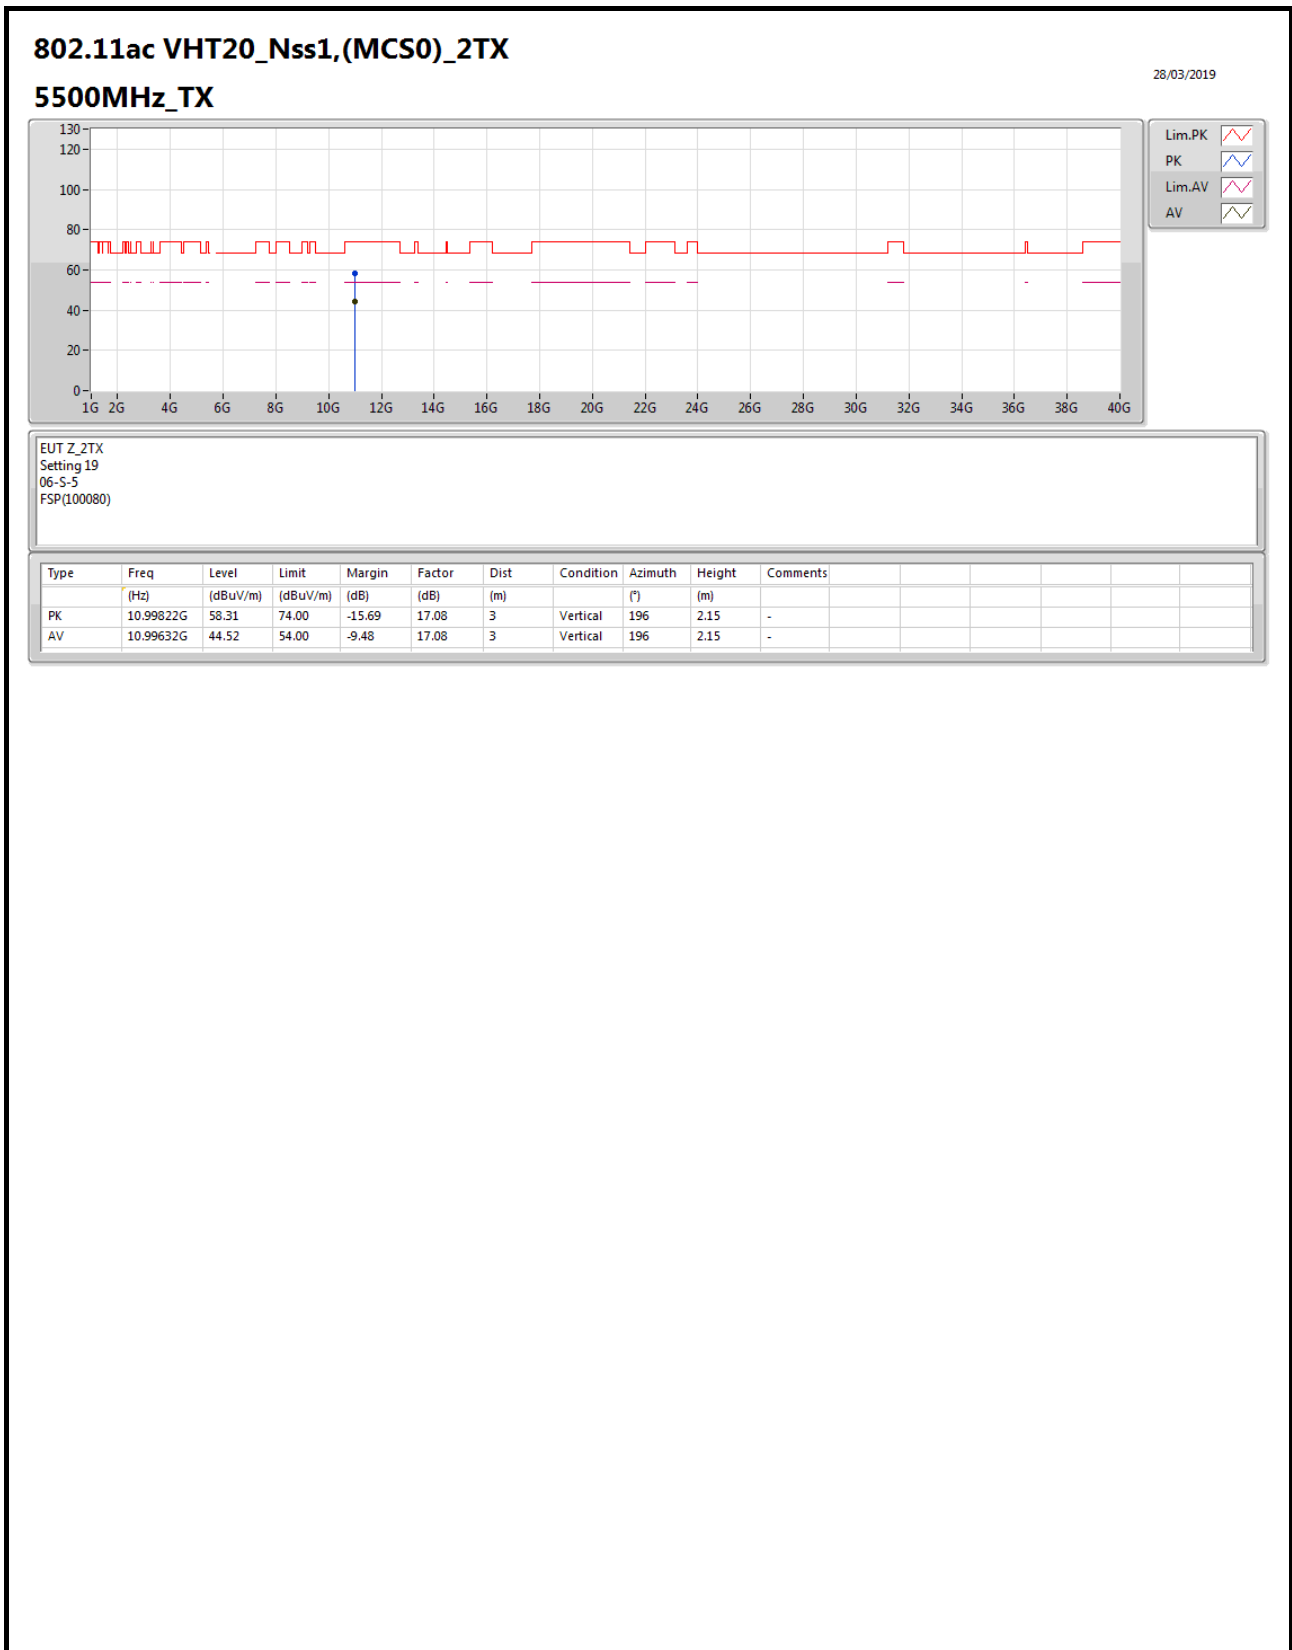 802.11ac VHT20_Nss1,(MCS0)_2TX
28/03/2019
5500MHz_TX
130
120
100
80
60
40
20
0
1G 2G 4G 6G 8G 10G 12G 14G 16G 18G 20G 22G 24G 26G 28G 30G 32G 34G 36G 38G 40G
Lim.PK
PK
Lim.AV
AV
EUT Z_2TX
Setting 19
06-S-5
FSP(100080)
Type Freq Level Limit Margin Factor Dist Condition Azimuth Height Comments
(Hz) (dBuV/m) (dBuV/m) (dB) (dB) (m) (°) (m)
PK 10.99822G 58.31 74.00 -15.69 17.08 3 Vertical 196 2.15 -
AV 10.99632G 44.52 54.00 -9.48 17.08 3 Vertical 196 2.15 -